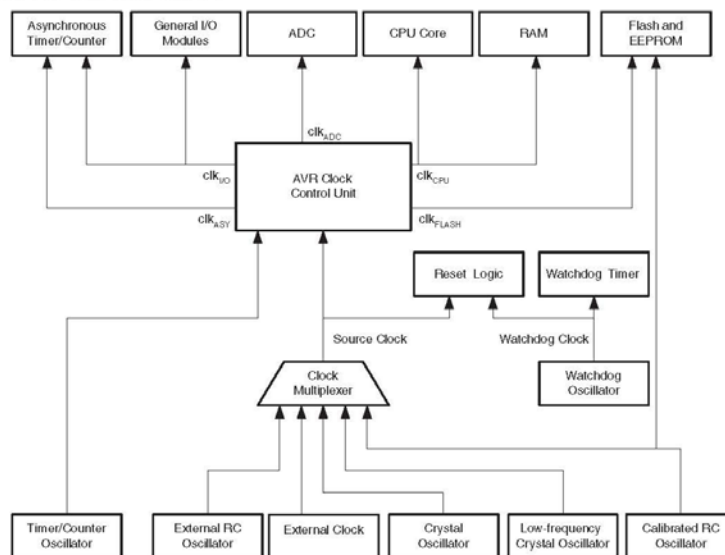 Asynchronous
Timer/Counter
General I/O
Modules
ADC
CPU Core
RAM
Flash and
EEPROM
clkADC
clkI/O
AVR Clock
Control Unit
clkCPU
clkASY
clkFLASH
Reset Logic
Watchdog Timer
Source Clock
Watchdog Clock
Clock
Multiplexer
Watchdog
Oscillator
Timer/Counter
Oscillator
External RC
Oscillator
External Clock
Crystal
Oscillator
Low-frequency
Crystal Oscillator
Calibrated RC
Oscillator